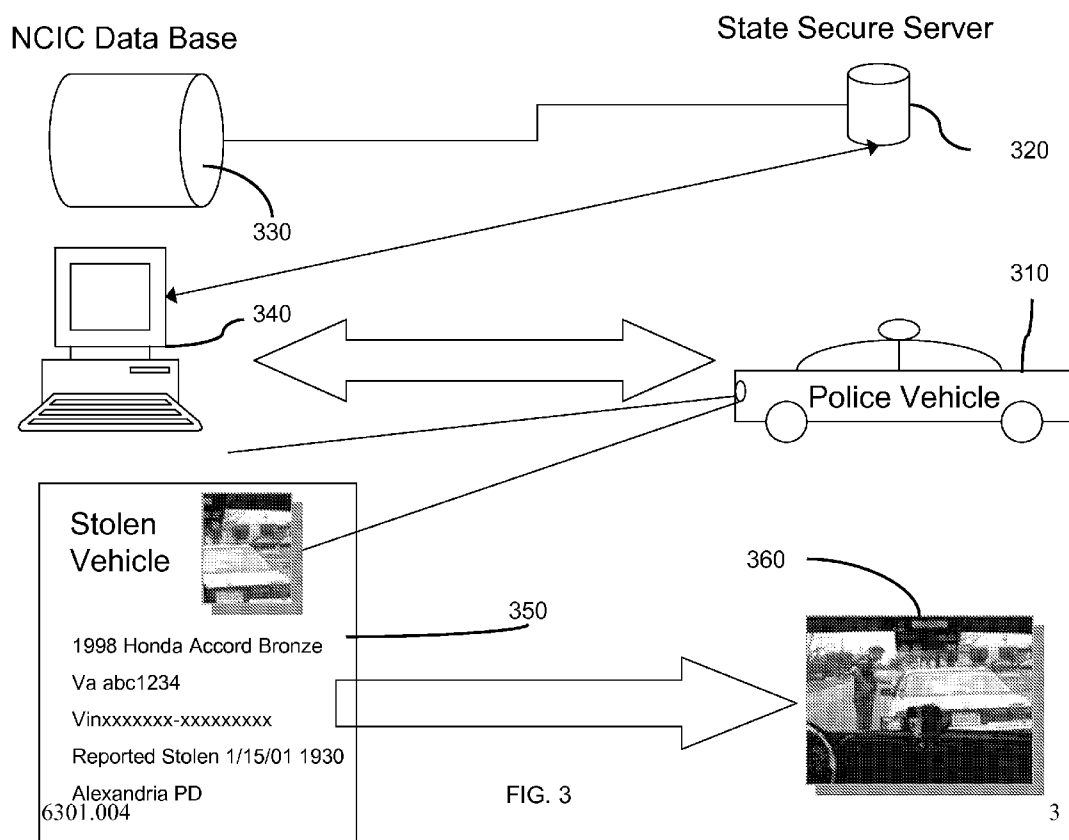 NCIC Data Base
State Secure Server
320
330
310
340
Police Vehicle
Stolen
Vehicle
360
350
1998 Honda Accord Bronze
Va abc1234
Vinxxxxxxx-xxxxxxxxx
Reported Stolen 1/15/01 1930
Alexandria PD
FIG. 3
6301.004
3